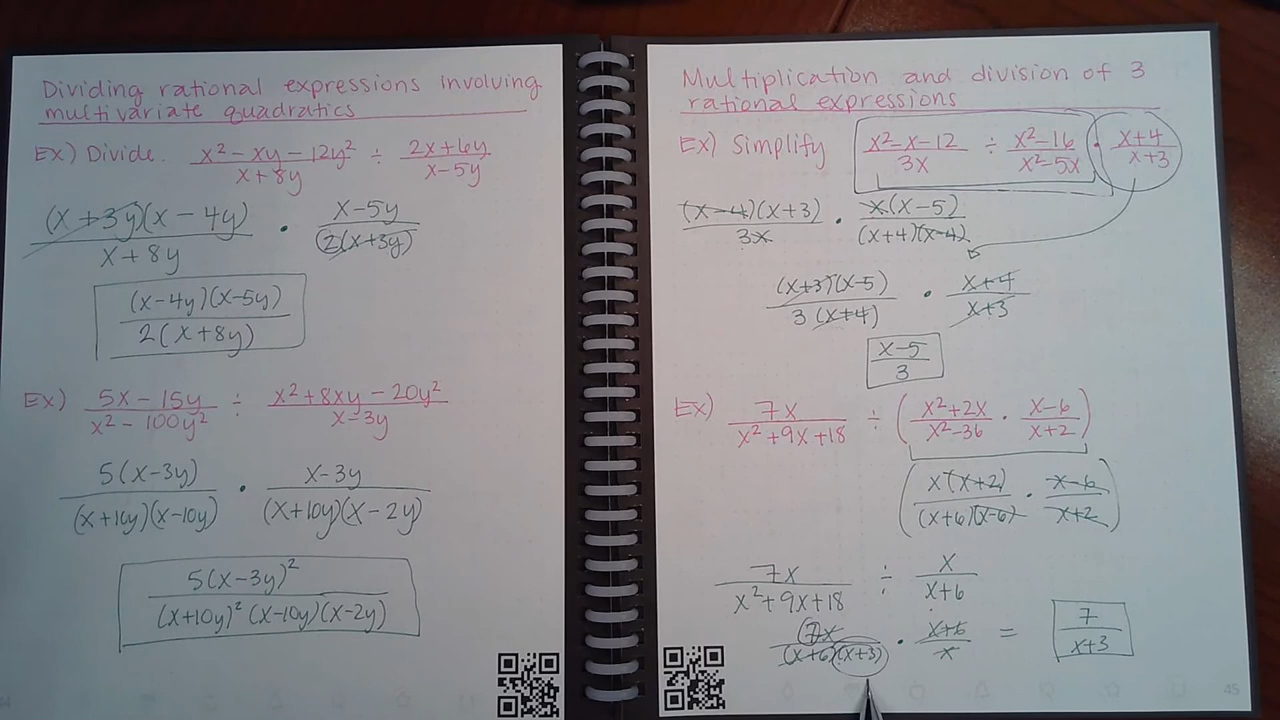 Dividing rational expressions involving
multivariate quadratics
Ex) Divide. (x² - xy - 12y²)/(x + 8y) ÷ (2x + 6y)/(x - 5y)
((x + 3y)(x - 4y))/(x + 8y) · (x - 5y)/(2(x + 3y))
((x - 4y)(x - 5y))/(2(x + 8y))
Ex) (5x - 15y)/(x² - 100y²) ÷ (x² + 8xy - 20y²)/(x - 3y)
(5(x - 3y))/((x + 10y)(x - 10y)) · (x - 3y)/((x + 10y)(x - 2y))
(5(x - 3y)²)/((x + 10y)²(x - 10y)(x - 2y))
Multiplication and division of 3
rational expressions
Ex) Simplify (x² - x - 12)/(3x) ÷ (x² - 16)/(x² - 5x) · (x + 4)/(x + 3)
((x - 4)(x + 3))/(3x) · (x(x - 5))/((x + 4)(x - 4))
((x + 3)(x - 5))/(3(x + 4)) · (x + 4)/(x + 3)
(x - 5)/3
Ex) (7x)/(x² + 9x + 18) ÷ ((x² + 2x)/(x² - 36) · (x - 6)/(x + 2))
((x(x + 2))/((x + 6)(x - 6)) · (x - 6)/(x + 2))
(7x)/(x² + 9x + 18) ÷ x/(x + 6)
(7x)/((x + 6)(x + 3)) · (x + 6)/x = 7/(x + 3)
45